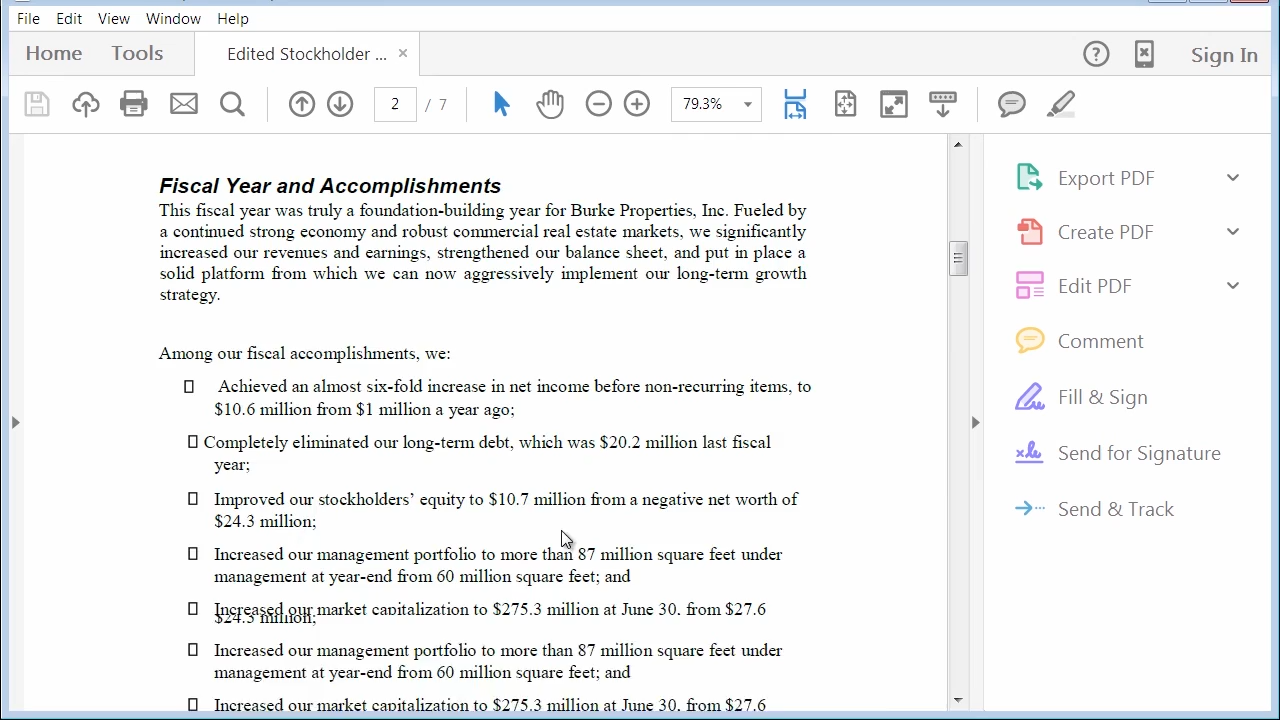 File Edit View Window Help
Home Tools Edited Stockholder ... × Sign In
2 / 7 79.3%
Fiscal Year and Accomplishments
This fiscal year was truly a foundation-building year for Burke Properties, Inc. Fueled by
a continued strong economy and robust commercial real estate markets, we significantly
increased our revenues and earnings, strengthened our balance sheet, and put in place a
solid platform from which we can now aggressively implement our long-term growth
strategy.
Among our fiscal accomplishments, we:
Achieved an almost six-fold increase in net income before non-recurring items, to
$10.6 million from $1 million a year ago;
Completely eliminated our long-term debt, which was $20.2 million last fiscal
year;
Improved our stockholders’ equity to $10.7 million from a negative net worth of
$24.3 million;
Increased our management portfolio to more than 87 million square feet under
management at year-end from 60 million square feet; and
Increased our market capitalization to $275.3 million at June 30, from $27.6
$24.3 million;
Increased our management portfolio to more than 87 million square feet under
management at year-end from 60 million square feet; and
Increased our market capitalization to $275.3 million at June 30, from $27.6
Export PDF
Create PDF
Edit PDF
Comment
Fill & Sign
Send for Signature
Send & Track